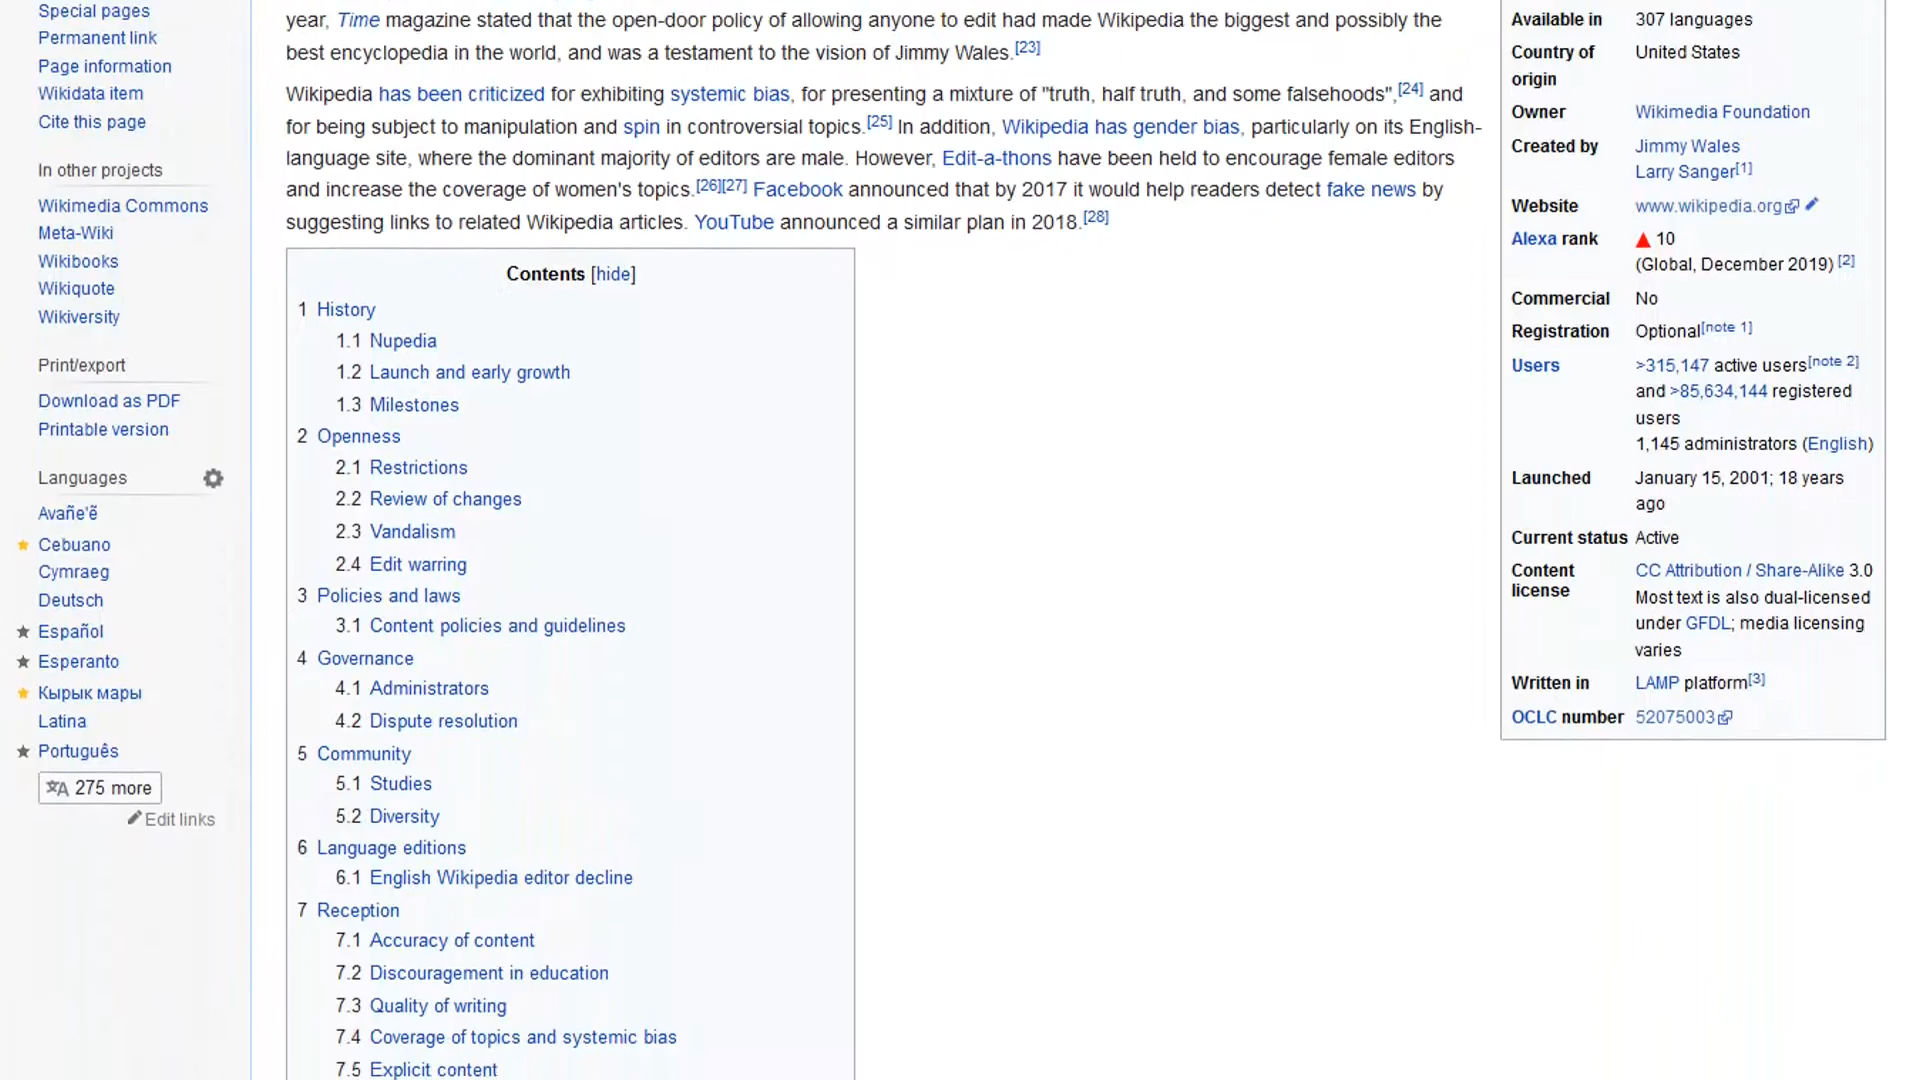 Special pages
Permanent link
Page information
Wikidata item
Cite this page
In other projects
Wikimedia Commons
Meta-Wiki
Wikibooks
Wikiquote
Wikiversity
Print/export
Download as PDF
Printable version
Languages
Avañe'ẽ
Cebuano
Cymraeg
Deutsch
Español
Esperanto
Кырык мары
Latina
Português
275 more
Edit links
year, Time magazine stated that the open-door policy of allowing anyone to edit had made Wikipedia the biggest and possibly the
best encyclopedia in the world, and was a testament to the vision of Jimmy Wales.[23]
Wikipedia has been criticized for exhibiting systemic bias, for presenting a mixture of "truth, half truth, and some falsehoods",[24] and
for being subject to manipulation and spin in controversial topics.[25] In addition, Wikipedia has gender bias, particularly on its English-
language site, where the dominant majority of editors are male. However, Edit-a-thons have been held to encourage female editors
and increase the coverage of women's topics.[26][27] Facebook announced that by 2017 it would help readers detect fake news by
suggesting links to related Wikipedia articles. YouTube announced a similar plan in 2018.[28]
Contents [hide]
1 History
1.1 Nupedia
1.2 Launch and early growth
1.3 Milestones
2 Openness
2.1 Restrictions
2.2 Review of changes
2.3 Vandalism
2.4 Edit warring
3 Policies and laws
3.1 Content policies and guidelines
4 Governance
4.1 Administrators
4.2 Dispute resolution
5 Community
5.1 Studies
5.2 Diversity
6 Language editions
6.1 English Wikipedia editor decline
7 Reception
7.1 Accuracy of content
7.2 Discouragement in education
7.3 Quality of writing
7.4 Coverage of topics and systemic bias
7.5 Explicit content
Available in 307 languages
Country of United States
origin
Owner Wikimedia Foundation
Created by Jimmy Wales
Larry Sanger[1]
Website www.wikipedia.org
Alexa rank ▲ 10
(Global, December 2019) [2]
Commercial No
Registration Optional[note 1]
Users >315,147 active users[note 2]
and >85,634,144 registered
users
1,145 administrators (English)
Launched January 15, 2001; 18 years
ago
Current status Active
Content CC Attribution / Share-Alike 3.0
license Most text is also dual-licensed
under GFDL; media licensing
varies
Written in LAMP platform[3]
OCLC number 52075003